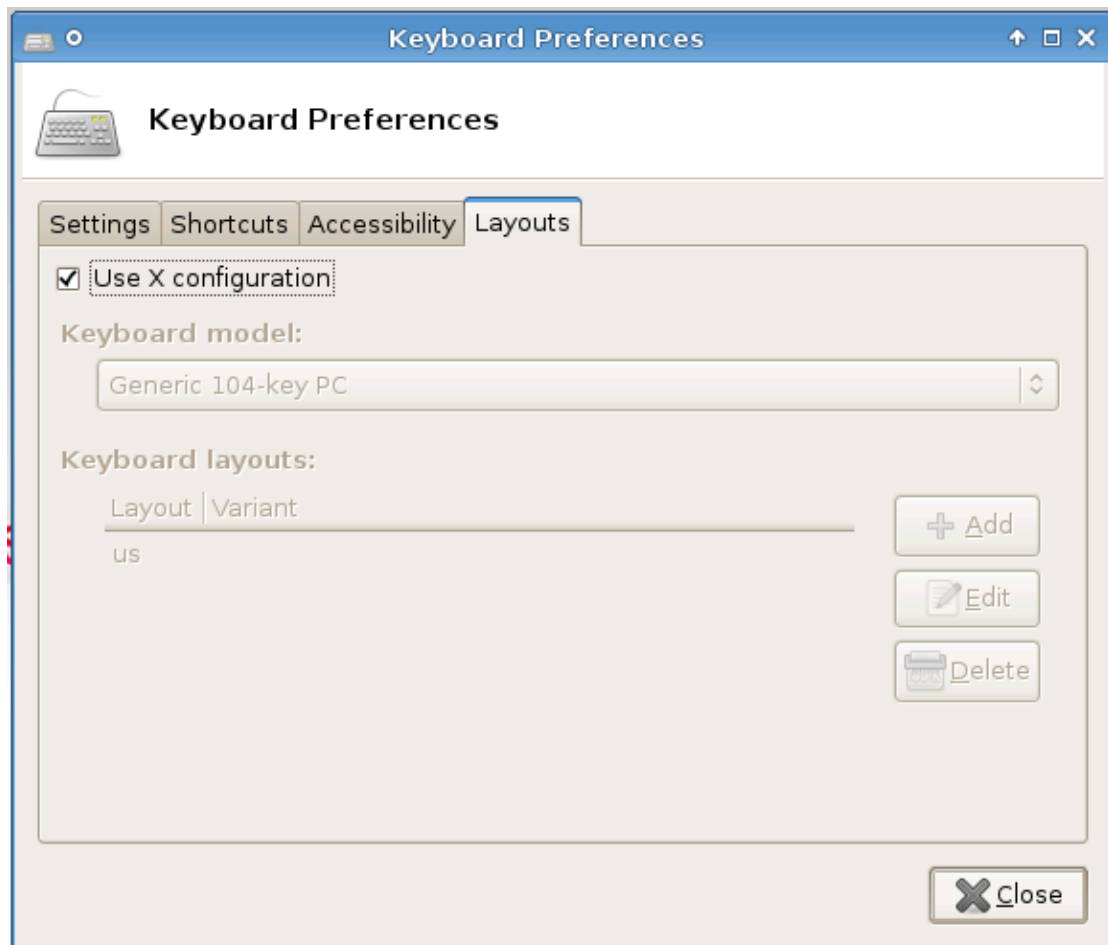 Keyboard Preferences
Keyboard Preferences
Settings Shortcuts Accessibility Layouts
Use X configuration
Keyboard model:
Generic 104-key PC
Keyboard layouts:
Layout Variant
us
Add
Edit
Delete
Close